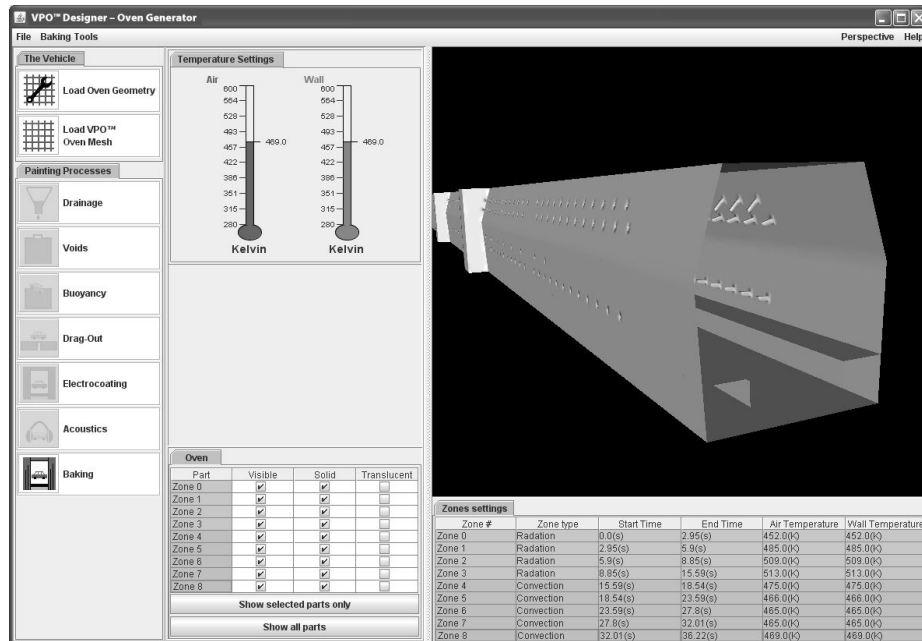 VPO™ Designer – Oven Generator
File Baking Tools Perspective Help
The Vehicle
Load Oven Geometry
Load VPO™
Oven Mesh
Painting Processes
Drainage
Voids
Buoyancy
Drag-Out
Electrocoating
Acoustics
Baking
Temperature Settings
Air Wall
600 600
564 564
528 528
493 493
457 469.0 457 469.0
422 422
386 386
351 351
315 315
280 280
Kelvin Kelvin
Oven
Part Visible Solid Translucent
Zone 0
Zone 1
Zone 2
Zone 3
Zone 4
Zone 5
Zone 6
Zone 7
Zone 8
Show selected parts only
Show all parts
Zones settings
Zone # Zone type Start Time End Time Air Temperature Wall Temperature
Zone 0 Radation 0.0(s) 2.95(s) 452.0(K) 452.0(K)
Zone 1 Radation 2.95(s) 5.9(s) 485.0(K) 485.0(K)
Zone 2 Radation 5.9(s) 8.85(s) 509.0(K) 509.0(K)
Zone 3 Radation 8.85(s) 15.59(s) 513.0(K) 513.0(K)
Zone 4 Convection 15.59(s) 18.54(s) 475.0(K) 475.0(K)
Zone 5 Convection 18.54(s) 23.59(s) 466.0(K) 466.0(K)
Zone 6 Convection 23.59(s) 27.8(s) 465.0(K) 465.0(K)
Zone 7 Convection 27.8(s) 32.01(s) 465.0(K) 465.0(K)
Zone 8 Convection 32.01(s) 36.22(s) 469.0(K) 469.0(K)